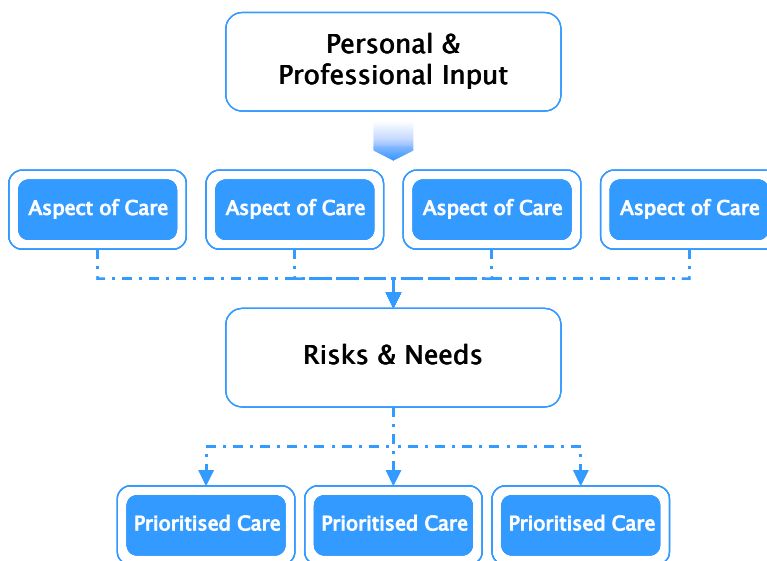 Personal &
Professional Input
Aspect of Care
Aspect of Care
Aspect of Care
Aspect of Care
Risks & Needs
Prioritised Care
Prioritised Care
Prioritised Care